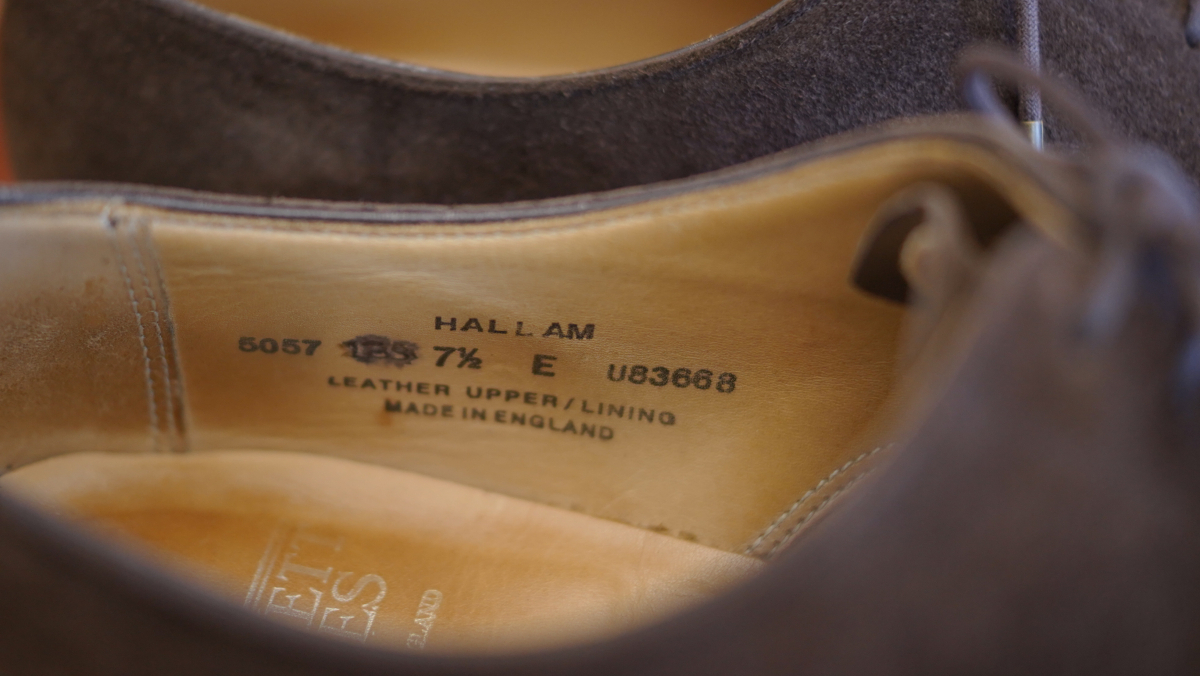 HALLAM
5057 7½ E U83668
LEATHER UPPER/LINING
MADE IN ENGLAND